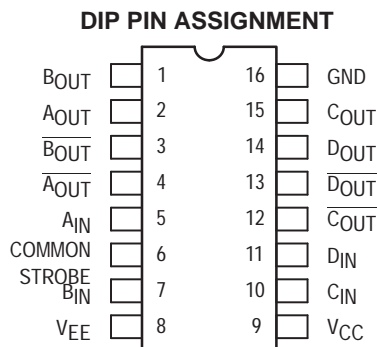 DIP PIN ASSIGNMENT
BOUT 1 16 GND
AOUT 2 15 COUT
BOUT 3 14 DOUT
AOUT 4 13 DOUT
AIN 5 12 COUT
COMMON STROBE 6 11 DIN
BIN 7 10 CIN
VEE 8 9 VCC